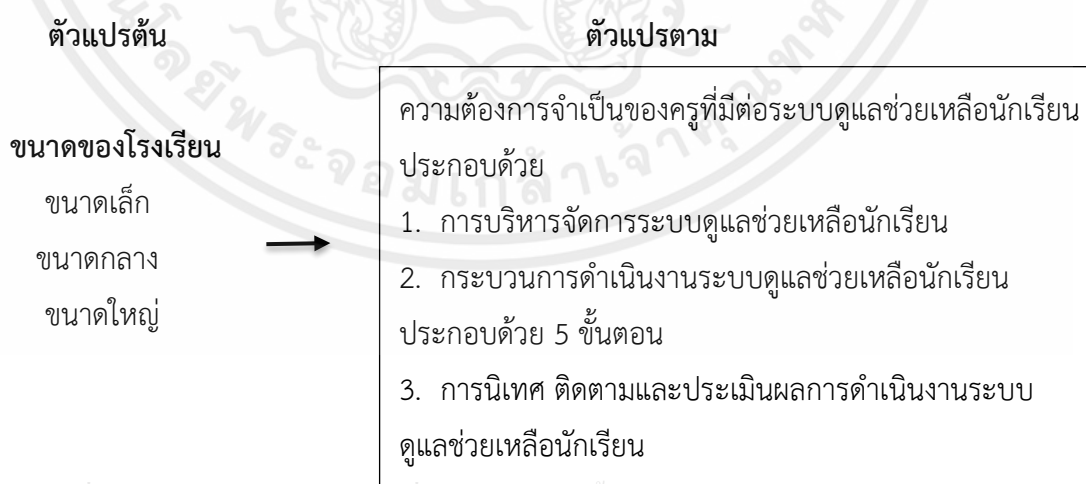 ตัวแปรต้น
ตัวแปรตาม
ขนาดของโรงเรียน
ขนาดเล็ก
ขนาดกลาง
ขนาดใหญ่
ความต้องการจำเป็นของครูที่มีต่อระบบดูแลช่วยเหลือนักเรียน
ประกอบด้วย
1. การบริหารจัดการระบบดูแลช่วยเหลือนักเรียน
2. กระบวนการดำเนินงานระบบดูแลช่วยเหลือนักเรียน
ประกอบด้วย 5 ขั้นตอน
3. การนิเทศ ติดตามและประเมินผลการดำเนินงานระบบ
ดูแลช่วยเหลือนักเรียน